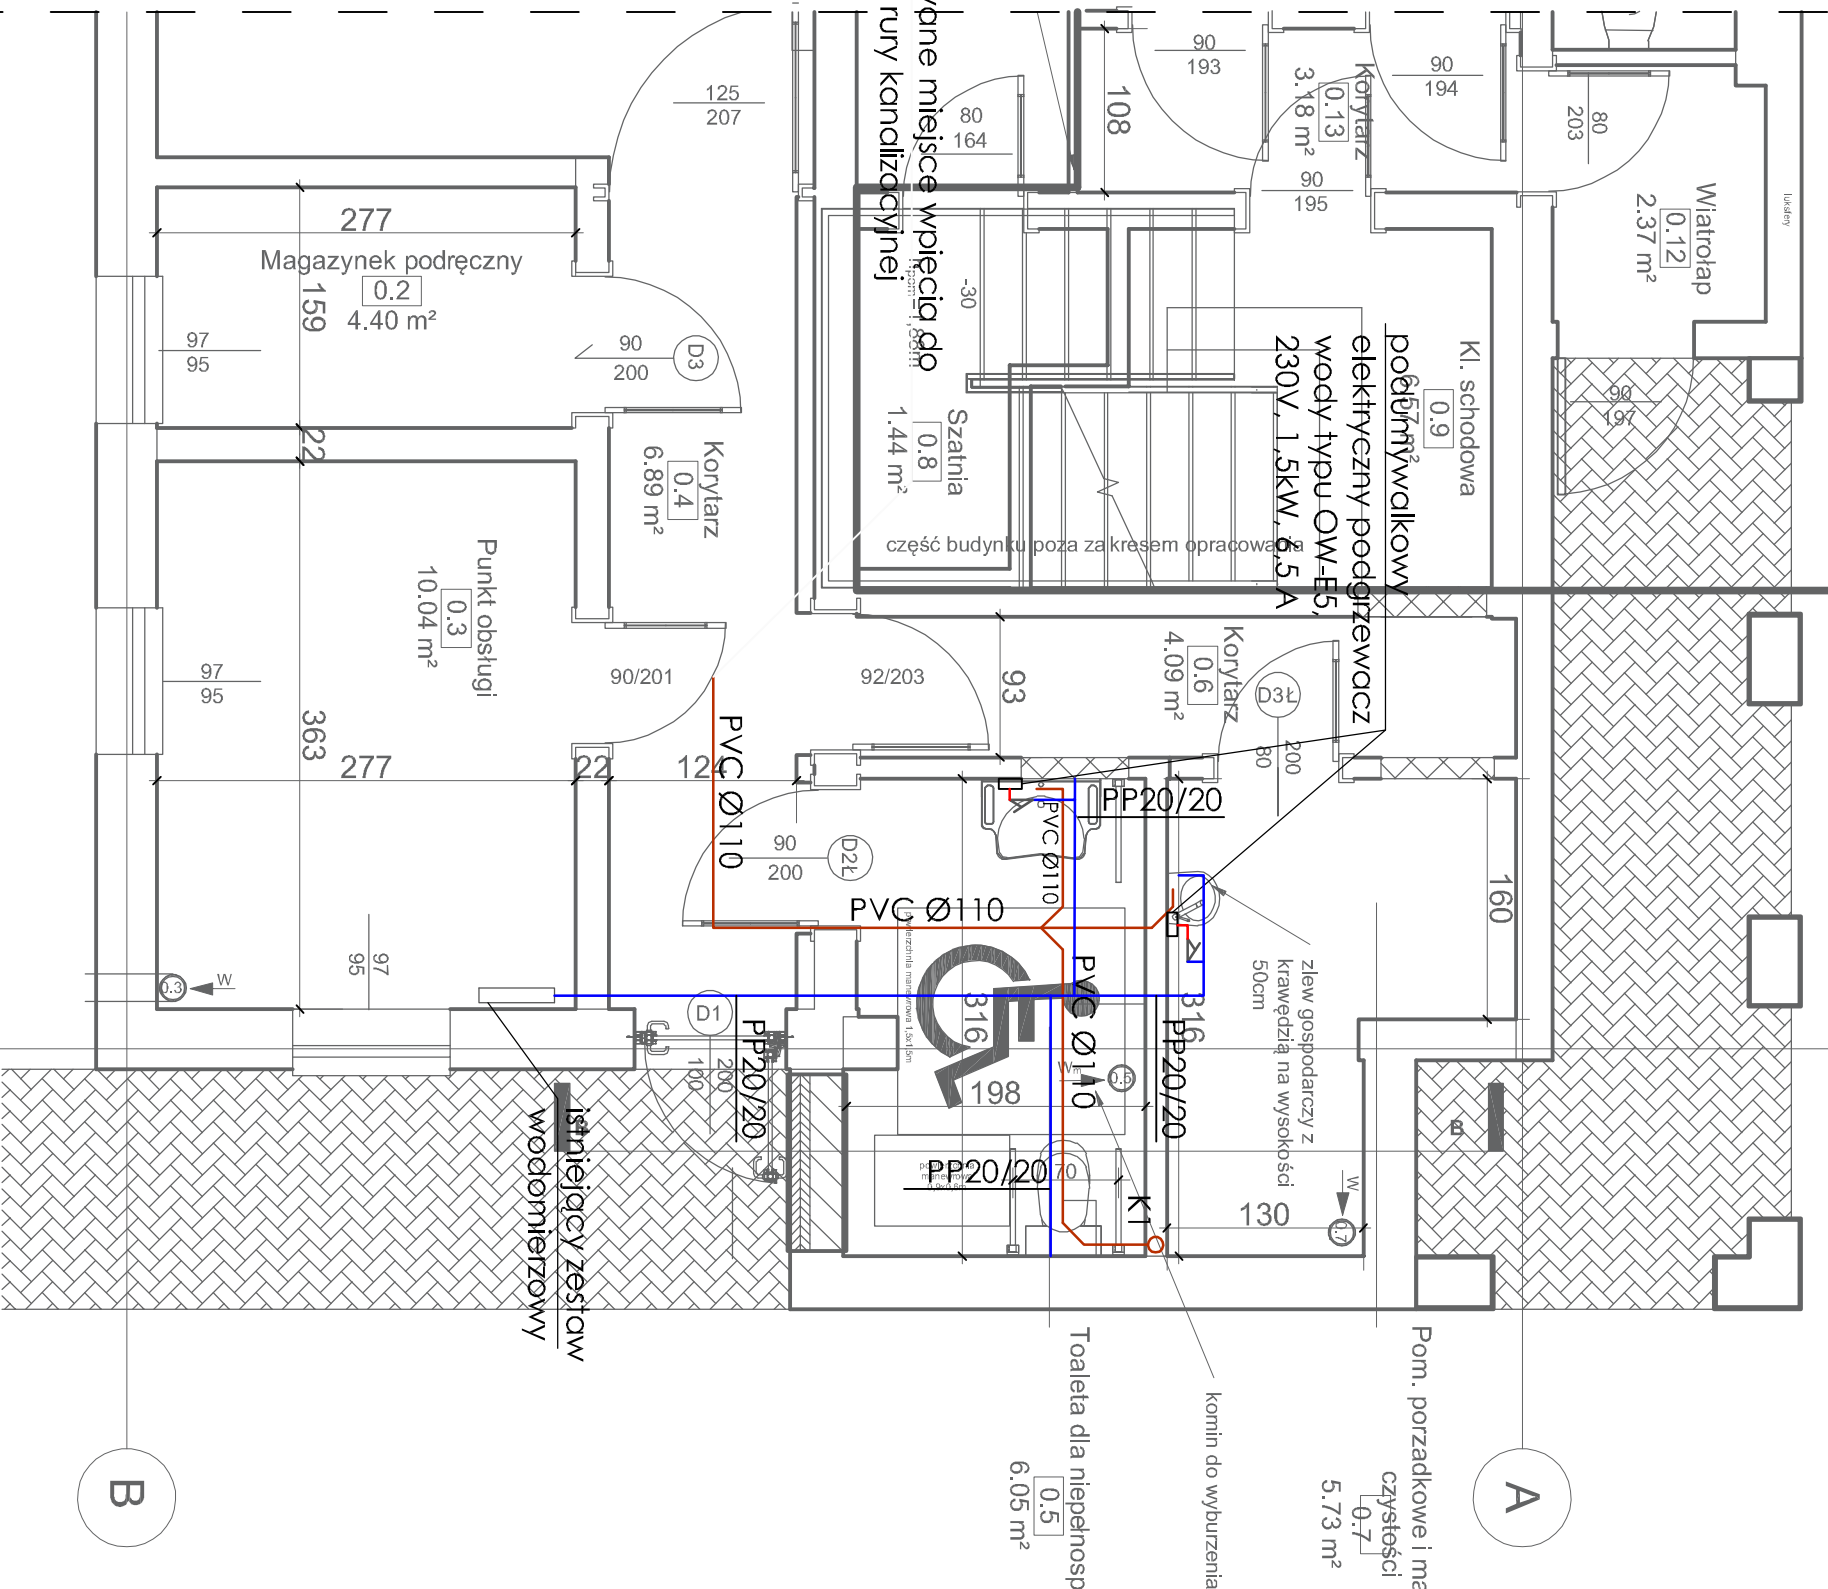 125
207
80
164
108
90
193
Korytarz
0.13
3.18 m²
90
194
90
195
80
203
Wiatrołap
0.12
2.37 m²
luksfery
miejsce wpięcia do
rury kanalizacyjnej
277
Magazynek podręczny
0.2
4.40 m²
159
97
95
90
200
D3
22
Korytarz
0.4
6.89 m²
-30
Szatnia
0.8
1.44 m²
część budynku poza zakresem opracowania
podumywalkowy
elektryczny podgrzewacz
wody typu OW-E5,
230V, 1,5kW, 6,5 A
Kl. schodowa
0.9
90
197
Punkt obsługi
0.3
10.04 m²
97
95
363
90/201
92/203
93
Korytarz
0.6
4.09 m²
D3Ł
200
80
277
22
124
PVC Ø110
90
200
D2Ł
PVC Ø110
PVC Ø110
PP20/20
160
97
95
0.3
W
powierzchnia manewrowa 1,5x1,5m
316
PVC Ø110
316
zlew gospodarczy z
krawędzią na wysokości
50cm
D1
200
100
PP20/20
PP20/20
0.5
198
B
istniejący zestaw
wodomierzowy
PP20/20
70
K1
130
W
0.7
Toaleta dla
0.5
6.05 m²
komin do wyburzenia
Pom. porzadkowe i
czystości
0.7
5.73 m²
B
A